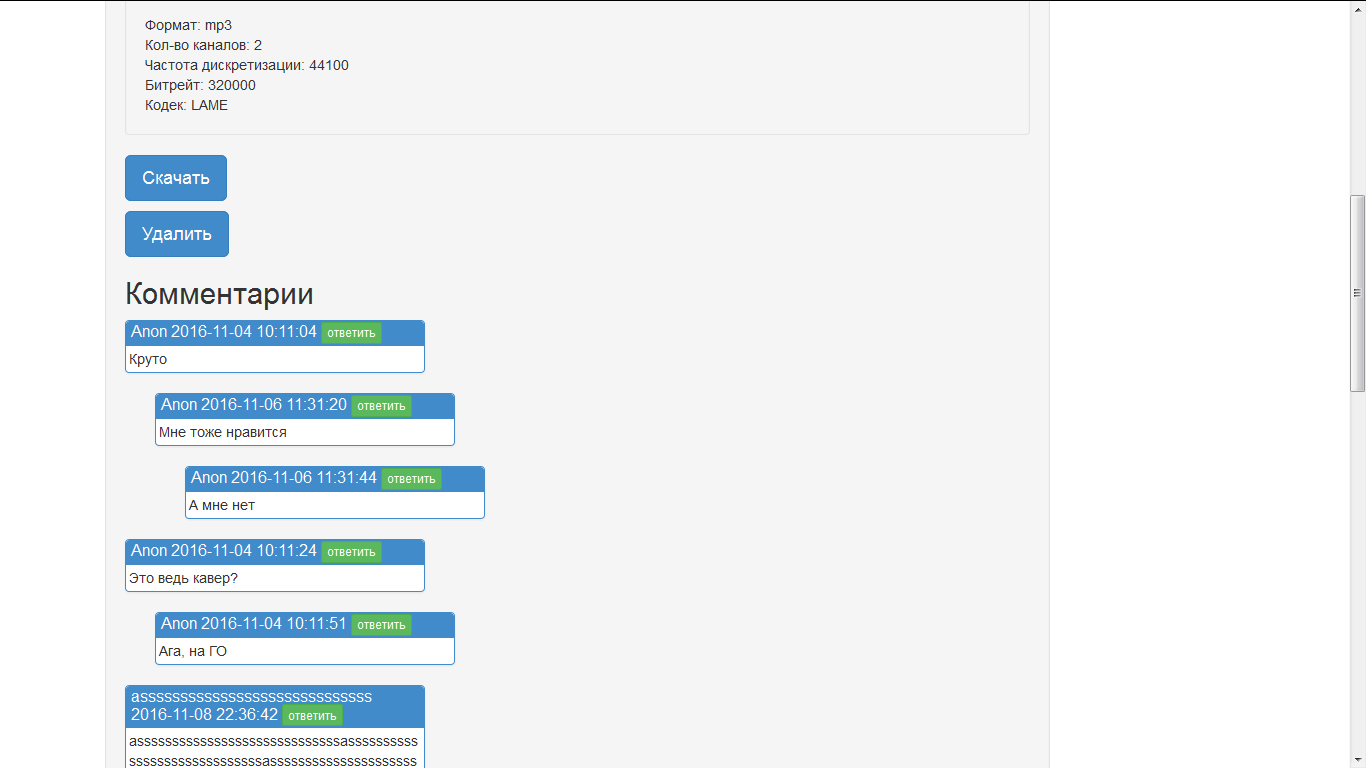 Формат: mp3
Кол-во каналов: 2
Частота дискретизации: 44100
Битрейт: 320000
Кодек: LAME
Скачать
Удалить
Комментарии
Anon 2016-11-04 10:11:04 ответить
Круто
Anon 2016-11-06 11:31:20 ответить
Мне тоже нравится
Anon 2016-11-06 11:31:44 ответить
А мне нет
Anon 2016-11-04 10:11:24 ответить
Это ведь кавер?
Anon 2016-11-04 10:11:51 ответить
Ага, на ГО
asssssssssssssssssssssssssssss
2016-11-08 22:36:42 ответить
asssssssssssssssssssssssssssssassssssssss
sssssssssssssssssssassssssssssssssssssssss